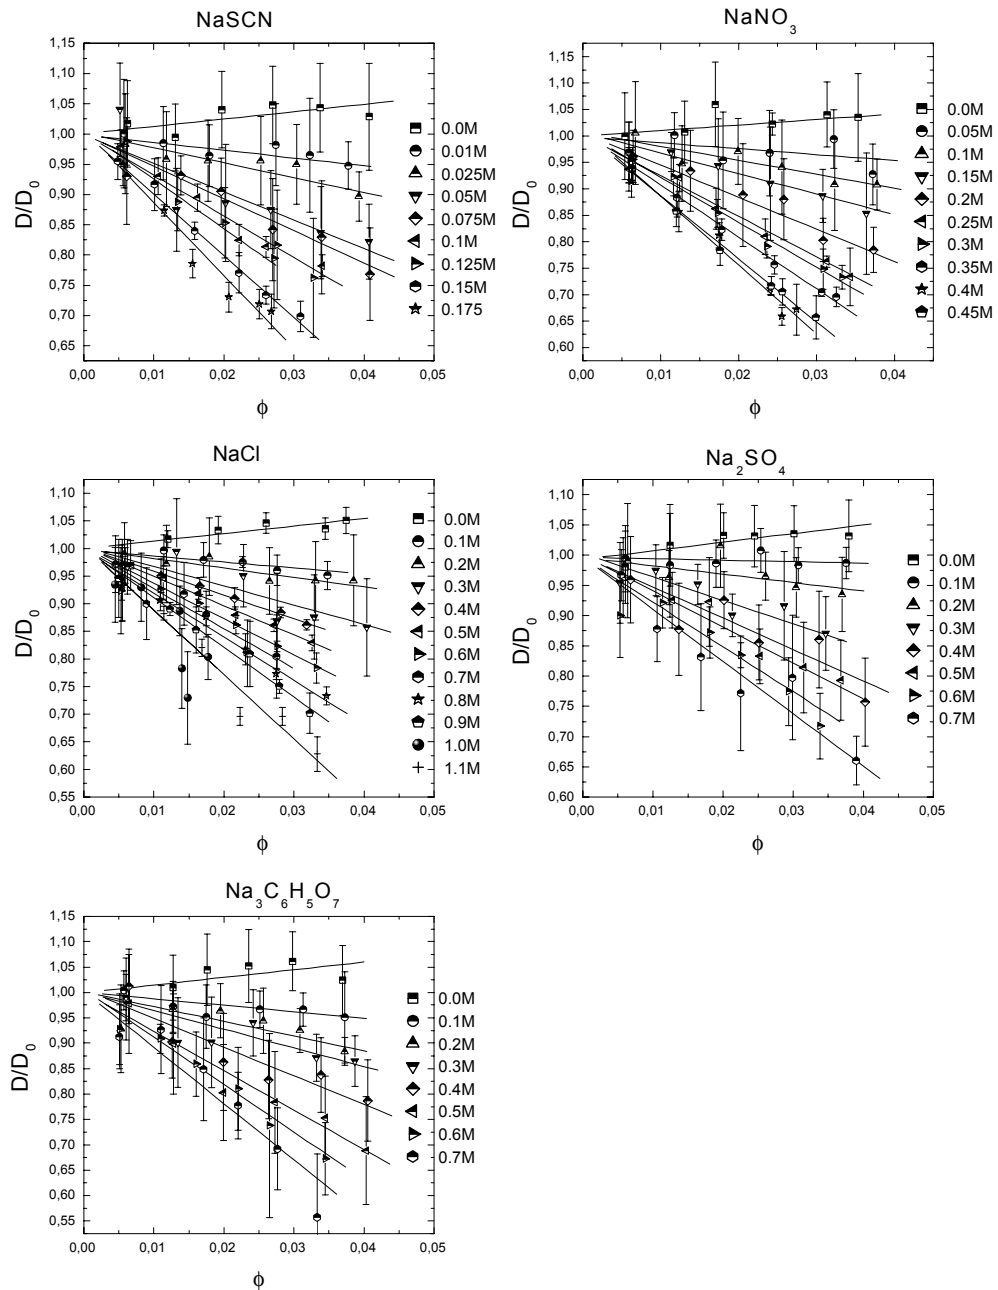 NaSCN
1,15
1,10
1,05
1,00
0,95
0,90
0,85
0,80
0,75
0,70
0,65
D/D0
0,00 0,01 0,02 0,03 0,04 0,05
ϕ
0.0M
0.01M
0.025M
0.05M
0.075M
0.1M
0.125M
0.15M
0.175
NaNO3
1,15
1,10
1,05
1,00
0,95
0,90
0,85
0,80
0,75
0,70
0,65
0,60
D/D0
0,00 0,01 0,02 0,03 0,04
ϕ
0.0M
0.05M
0.1M
0.15M
0.2M
0.25M
0.3M
0.35M
0.4M
0.45M
NaCl
1,10
1,05
1,00
0,95
0,90
0,85
0,80
0,75
0,70
0,65
0,60
0,55
D/D0
0,00 0,01 0,02 0,03 0,04 0,05
ϕ
0.0M
0.1M
0.2M
0.3M
0.4M
0.5M
0.6M
0.7M
0.8M
0.9M
1.0M
1.1M
Na2SO4
1,15
1,10
1,05
1,00
0,95
0,90
0,85
0,80
0,75
0,70
0,65
0,60
D/D0
0,00 0,01 0,02 0,03 0,04 0,05
ϕ
0.0M
0.1M
0.2M
0.3M
0.4M
0.5M
0.6M
0.7M
Na3C6H5O7
1,15
1,10
1,05
1,00
0,95
0,90
0,85
0,80
0,75
0,70
0,65
0,60
0,55
D/D0
0,00 0,01 0,02 0,03 0,04 0,05
ϕ
0.0M
0.1M
0.2M
0.3M
0.4M
0.5M
0.6M
0.7M